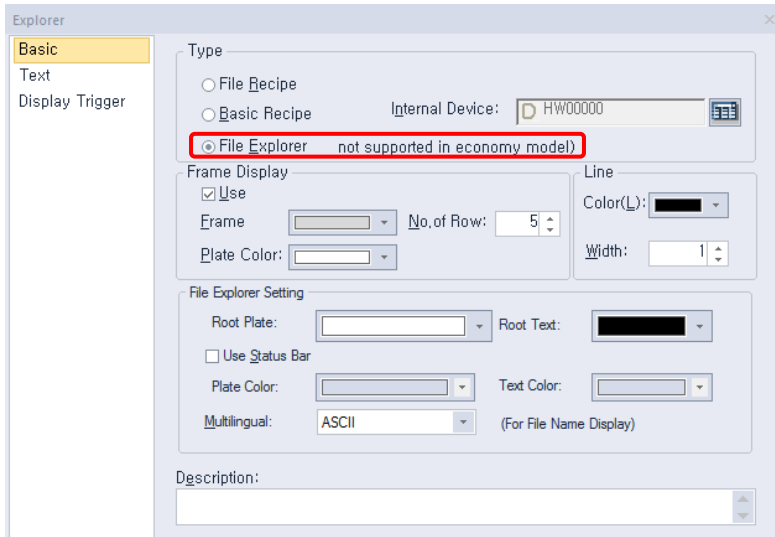 Explorer
Basic
Text
Display Trigger
Type
File Recipe
Basic Recipe
Internal Device: D HW00000
File Explorer not supported in economy model)
Frame Display
Use
Frame
No,of Row: 5
Plate Color:
Line
Color(L):
Width: 1
File Explorer Setting
Root Plate:
Root Text:
Use Status Bar
Plate Color:
Text Color:
Multilingual: ASCII (For File Name Display)
Description: